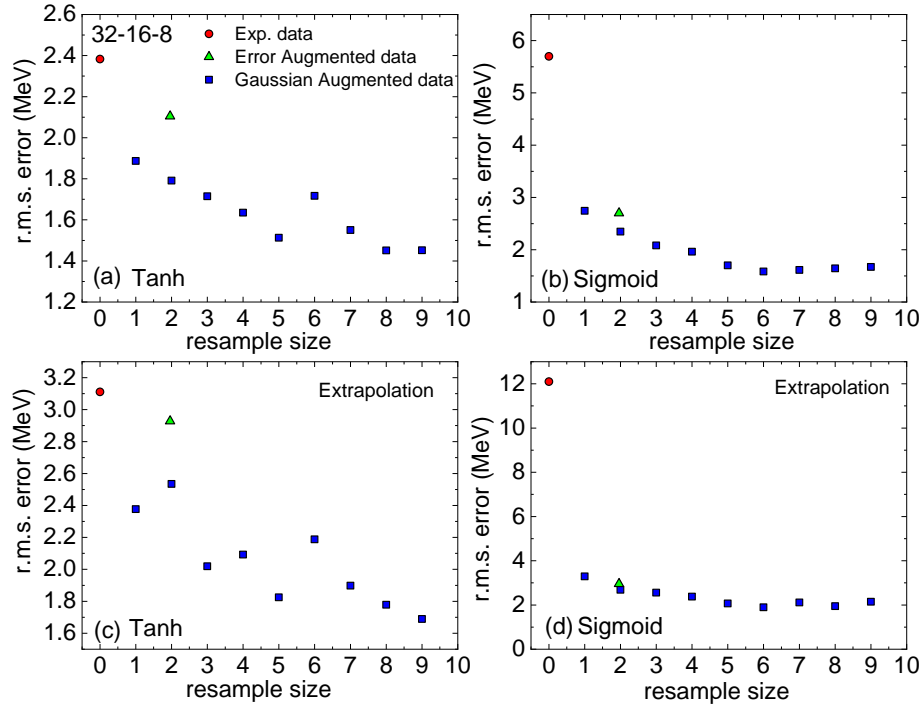 32-16-8
Exp. data
Error Augmented data
Gaussian Augmented data
r.m.s. error (MeV)
2.6
2.4
2.2
2.0
1.8
1.6
1.4
1.2
(a) Tanh
0 1 2 3 4 5 6 7 8 9 10
resample size
r.m.s. error (MeV)
6
5
4
3
2
1
(b) Sigmoid
0 1 2 3 4 5 6 7 8 9 10
resample size
Extrapolation
r.m.s. error (MeV)
3.2
3.0
2.8
2.6
2.4
2.2
2.0
1.8
1.6
(c) Tanh
0 1 2 3 4 5 6 7 8 9 10
resample size
Extrapolation
r.m.s. error (MeV)
12
10
8
6
4
2
0
(d) Sigmoid
0 1 2 3 4 5 6 7 8 9 10
resample size